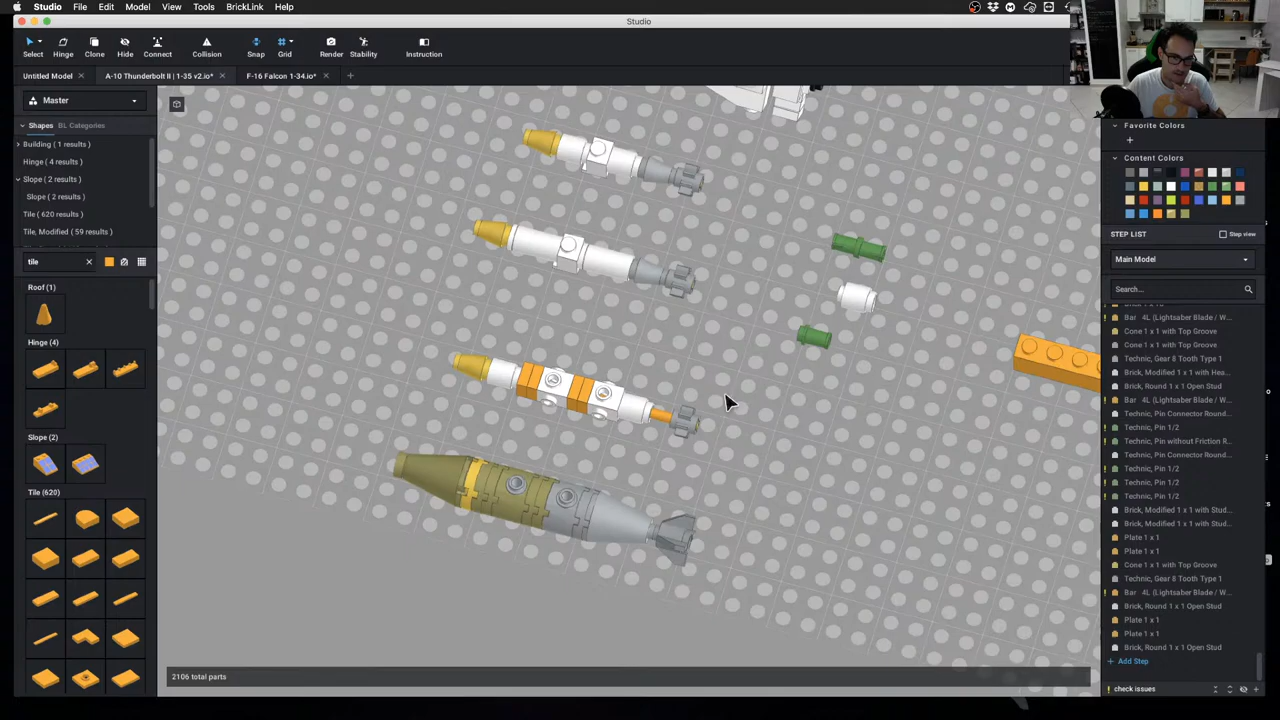 Studio File Edit Model View Tools BrickLink Help
Studio
Select Hinge Clone Hide Connect Collision Snap Grid Render Stability Instruction
Untitled Model A-10 Thunderbolt II | 1-35 v2.io* F-16 Falcon 1-34.io*
Master
Shapes BL Categories
Building ( 1 results )
Hinge ( 4 results )
Slope ( 2 results )
Slope ( 2 results )
Tile ( 620 results )
Tile, Modified ( 59 results )
tile
Roof (1)
Hinge (4)
Slope (2)
Tile (620)
2106 total parts
Favorite Colors
Content Colors
STEP LIST Step view
Main Model
Search...
Bar 4L (Lightsaber Blade / W...
Cone 1 x 1 with Top Groove
Cone 1 x 1 with Top Groove
Technic, Gear 8 Tooth Type 1
Brick, Modified 1 x 1 with Hea...
Brick, Round 1 x 1 Open Stud
Bar 4L (Lightsaber Blade / W...
Technic, Pin Connector Round...
Technic, Pin 1/2
Technic, Pin without Friction R...
Technic, Pin Connector Round...
Technic, Pin 1/2
Technic, Pin 1/2
Technic, Pin 1/2
Brick, Modified 1 x 1 with Stud...
Brick, Modified 1 x 1 with Stud...
Plate 1 x 1
Plate 1 x 1
Cone 1 x 1 with Top Groove
Technic, Gear 8 Tooth Type 1
Bar 4L (Lightsaber Blade / W...
Brick, Round 1 x 1 Open Stud
Plate 1 x 1
Plate 1 x 1
Brick, Round 1 x 1 Open Stud
+ Add Step
check issues